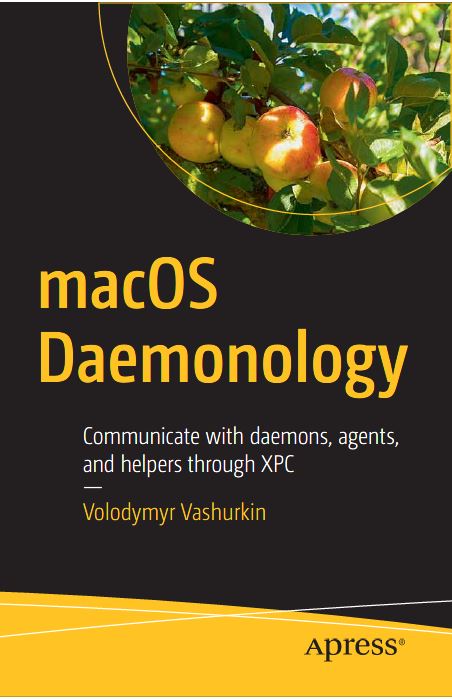 macOS
Daemonology
Communicate with daemons, agents,
and helpers through XPC
—
Volodymyr Vashurkin
Apress®